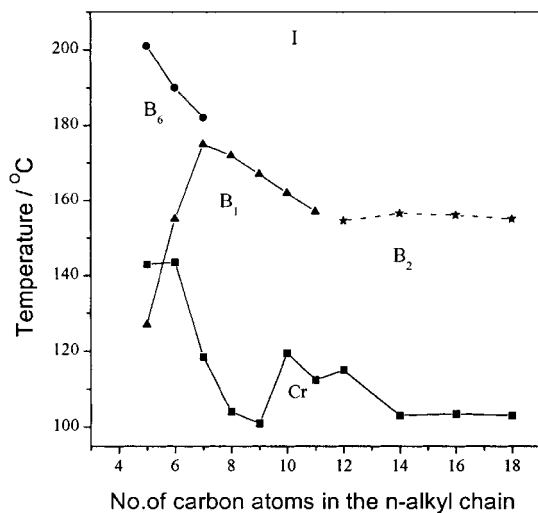 200
180
160
140
120
100
Temperature / °C
I
B6
B1
B2
Cr
4 6 8 10 12 14 16 18
No.of carbon atoms in the n-alkyl chain